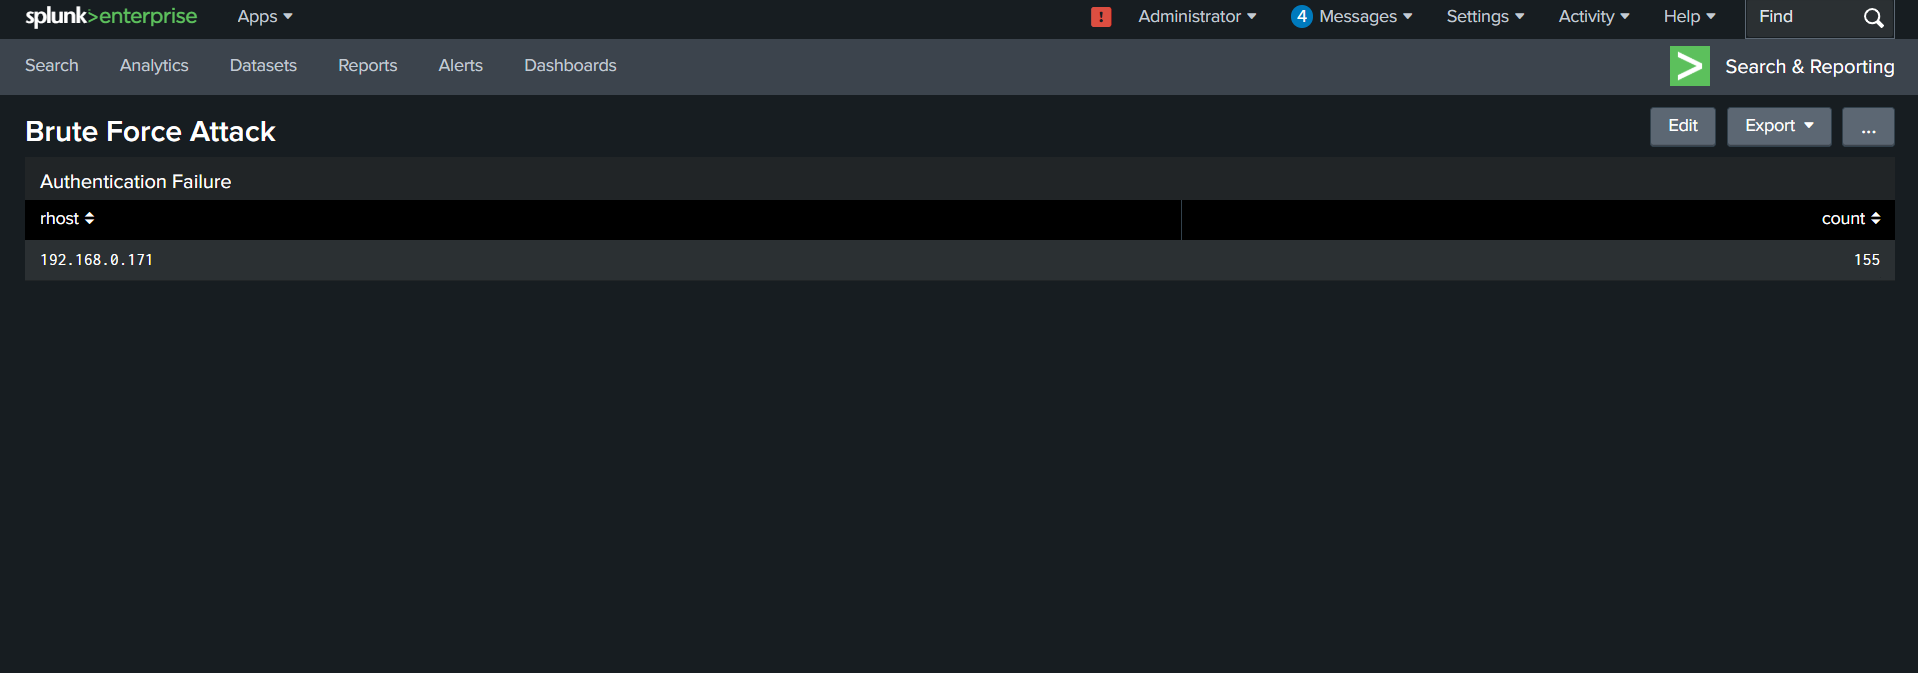 splunk>enterprise Apps ! Administrator 4 Messages Settings Activity Help Find
Search Analytics Datasets Reports Alerts Dashboards > Search & Reporting
Brute Force Attack Edit Export ...
Authentication Failure
rhost count
192.168.0.171 155